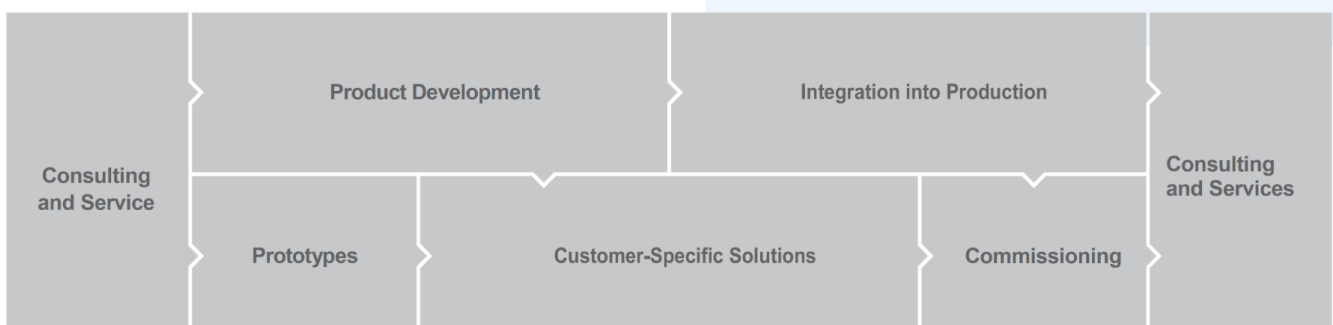 Consulting
and Service
Product Development
Integration into Production
Prototypes
Customer-Specific Solutions
Commissioning
Consulting
and Services